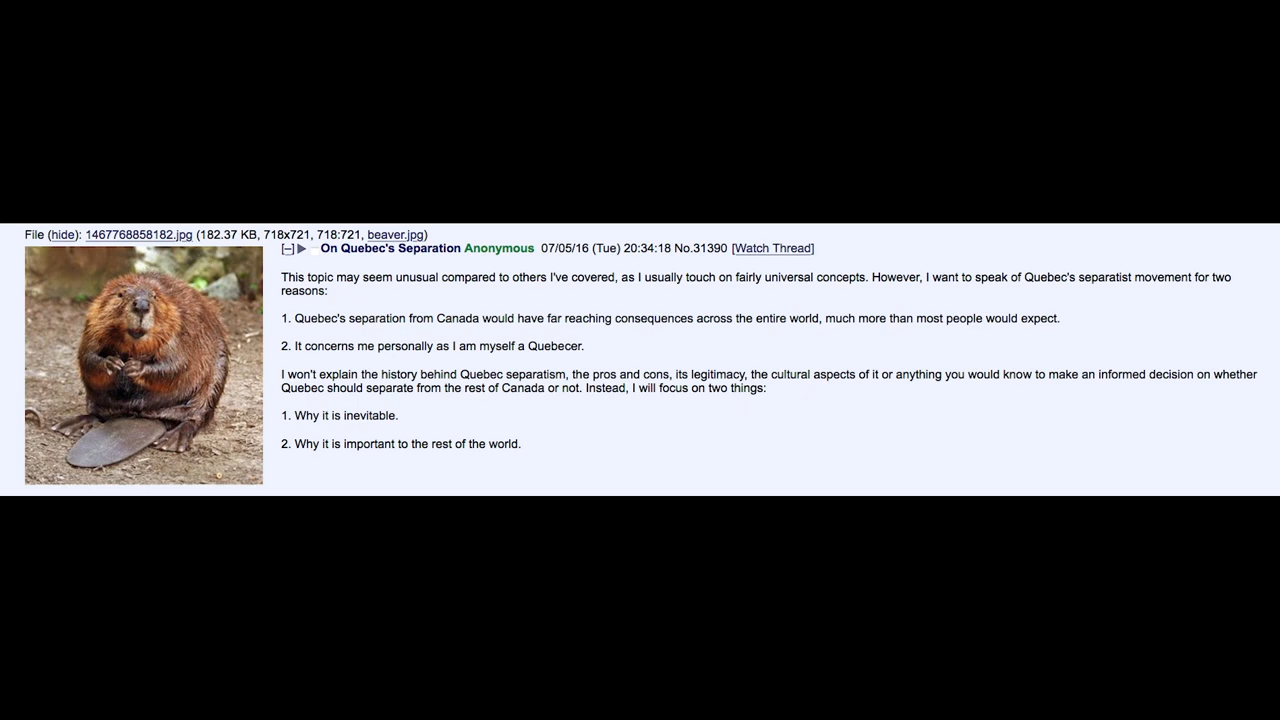 File (hide): 1467768858182.jpg (182.37 KB, 718x721, 718:721, beaver.jpg)
[–] ▶ On Quebec's Separation Anonymous 07/05/16 (Tue) 20:34:18 No.31390 [Watch Thread]
This topic may seem unusual compared to others I've covered, as I usually touch on fairly universal concepts. However, I want to speak of Quebec's separatist movement for two
reasons:
1. Quebec's separation from Canada would have far reaching consequences across the entire world, much more than most people would expect.
2. It concerns me personally as I am myself a Quebecer.
I won't explain the history behind Quebec separatism, the pros and cons, its legitimacy, the cultural aspects of it or anything you would know to make an informed decision on whether
Quebec should separate from the rest of Canada or not. Instead, I will focus on two things:
1. Why it is inevitable.
2. Why it is important to the rest of the world.